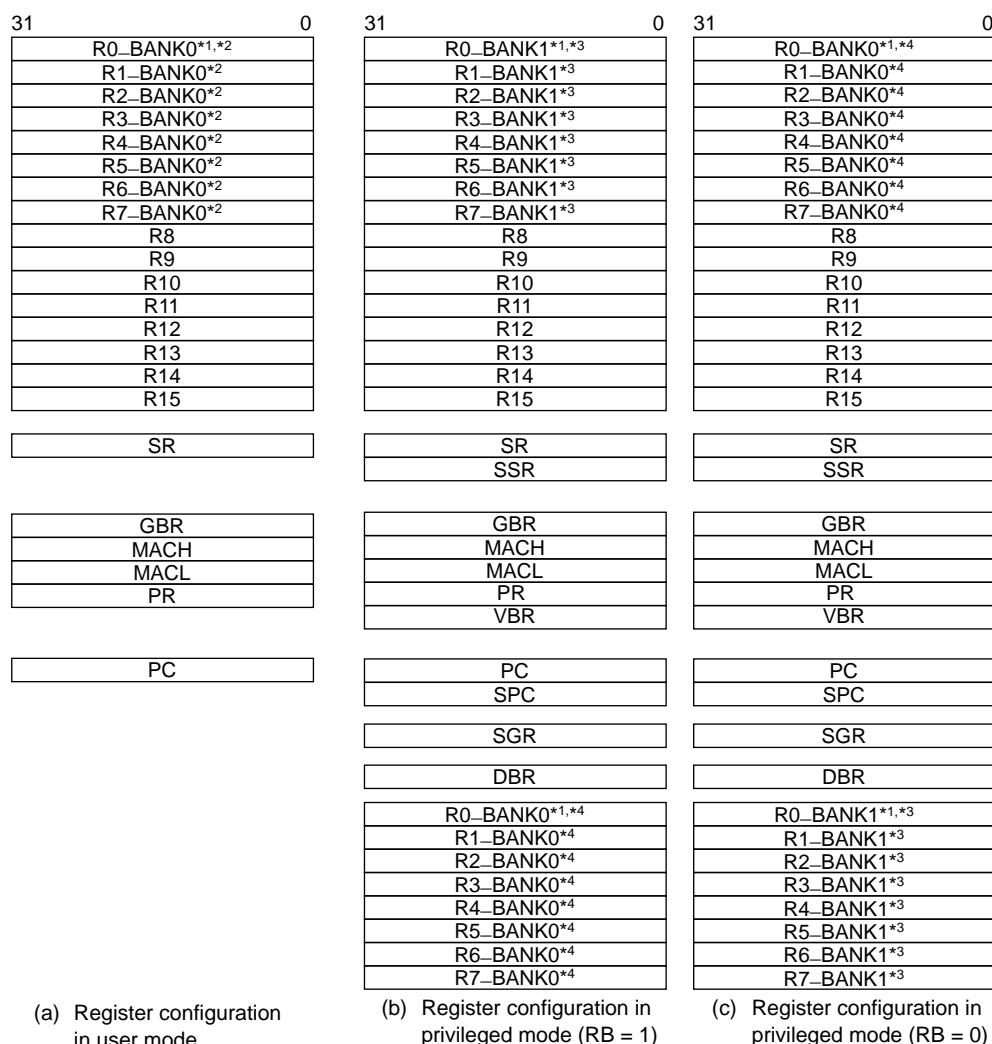 31 0
R0_BANK0*1,*2
R1_BANK0*2
R2_BANK0*2
R3_BANK0*2
R4_BANK0*2
R5_BANK0*2
R6_BANK0*2
R7_BANK0*2
R8
R9
R10
R11
R12
R13
R14
R15
SR
GBR
MACH
MACL
PR
PC
(a) Register configuration
in user mode
31 0
R0_BANK1*1,*3
R1_BANK1*3
R2_BANK1*3
R3_BANK1*3
R4_BANK1*3
R5_BANK1*3
R6_BANK1*3
R7_BANK1*3
R8
R9
R10
R11
R12
R13
R14
R15
SR
SSR
GBR
MACH
MACL
PR
VBR
PC
SPC
SGR
DBR
R0_BANK0*1,*4
R1_BANK0*4
R2_BANK0*4
R3_BANK0*4
R4_BANK0*4
R5_BANK0*4
R6_BANK0*4
R7_BANK0*4
(b) Register configuration in
privileged mode (RB = 1)
31 0
R0_BANK0*1,*4
R1_BANK0*4
R2_BANK0*4
R3_BANK0*4
R4_BANK0*4
R5_BANK0*4
R6_BANK0*4
R7_BANK0*4
R8
R9
R10
R11
R12
R13
R14
R15
SR
SSR
GBR
MACH
MACL
PR
VBR
PC
SPC
SGR
DBR
R0_BANK1*1,*3
R1_BANK1*3
R2_BANK1*3
R3_BANK1*3
R4_BANK1*3
R5_BANK1*3
R6_BANK1*3
R7_BANK1*3
(c) Register configuration in
privileged mode (RB = 0)